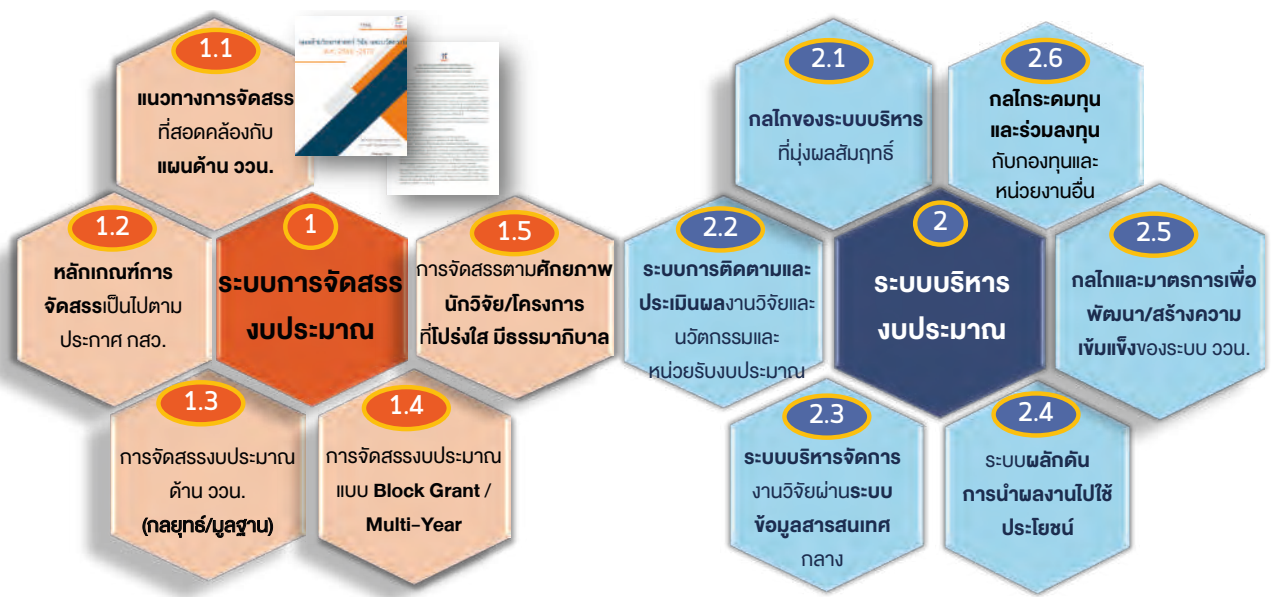 1
ระบบการจัดสรร
งบประมาณ
1.1
แนวทางการจัดสรร
ที่สอดคล้องกับ
แผนด้าน ววน.
1.2
หลักเกณฑ์การ
จัดสรรเป็นไปตาม
ประกาศ กสว.
1.3
การจัดสรรงบประมาณ
ด้าน ววน.
(กลยุทธ์/มูลฐาน)
1.4
การจัดสรรงบประมาณ
แบบ Block Grant /
Multi-Year
1.5
การจัดสรรตามศักยภาพ
นักวิจัย/โครงการ
ที่โปร่งใส มีธรรมาภิบาล
2
ระบบบริหาร
งบประมาณ
2.1
กลไกของระบบบริหาร
ที่มุ่งผลสัมฤทธิ์
2.2
ระบบการติดตามและ
ประเมินผลงานวิจัยและ
นวัตกรรมและ
หน่วยรับงบประมาณ
2.3
ระบบบริหารจัดการ
งานวิจัยผ่านระบบ
ข้อมูลสารสนเทศ
กลาง
2.4
ระบบผลักดัน
การนำผลงานไปใช้
ประโยชน์
2.5
กลไกและมาตรการเพื่อ
พัฒนา/สร้างความ
เข้มแข็งของระบบ ววน.
2.6
กลไกระดมทุน
และร่วมลงทุน
กับกองทุนและ
หน่วยงานอื่น